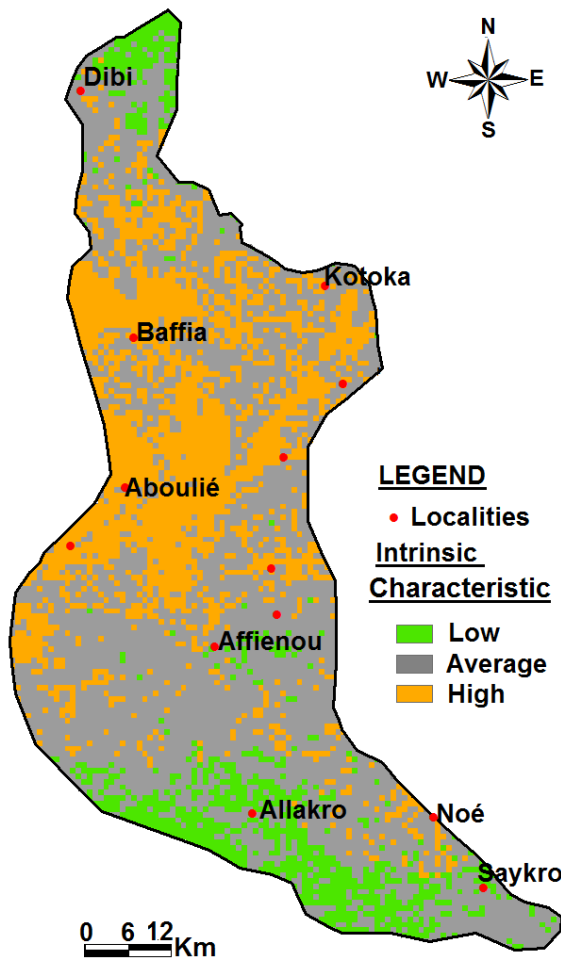 N
W E
S
Dibi
Kotoka
Baffia
Aboulié
LEGEND
Localities
Intrinsic
Characteristic
Low
Average
High
Affienou
Allakro
Noé
Saykro
0 6 12
Km